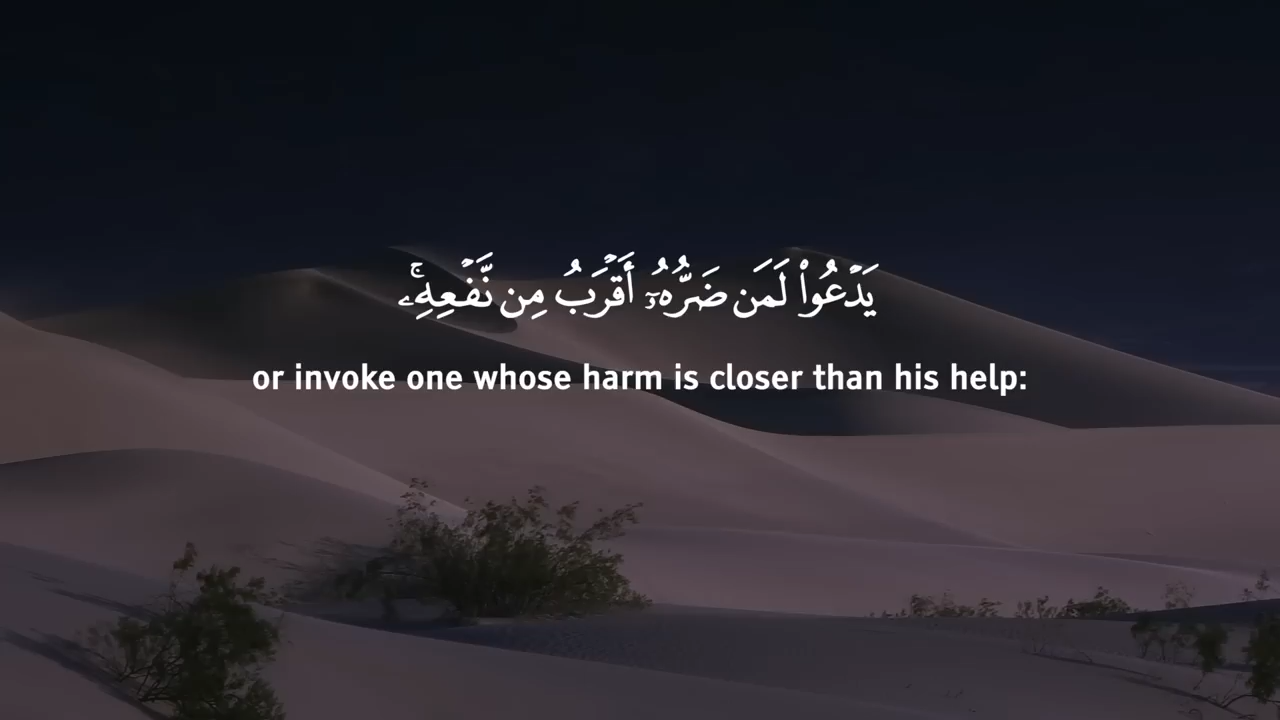 يَدْعُواْ لَمَن ضَرُّهُۥٓ أَقْرَبُ مِن نَّفْعِهِۦۚ
or invoke one whose harm is closer than his help: